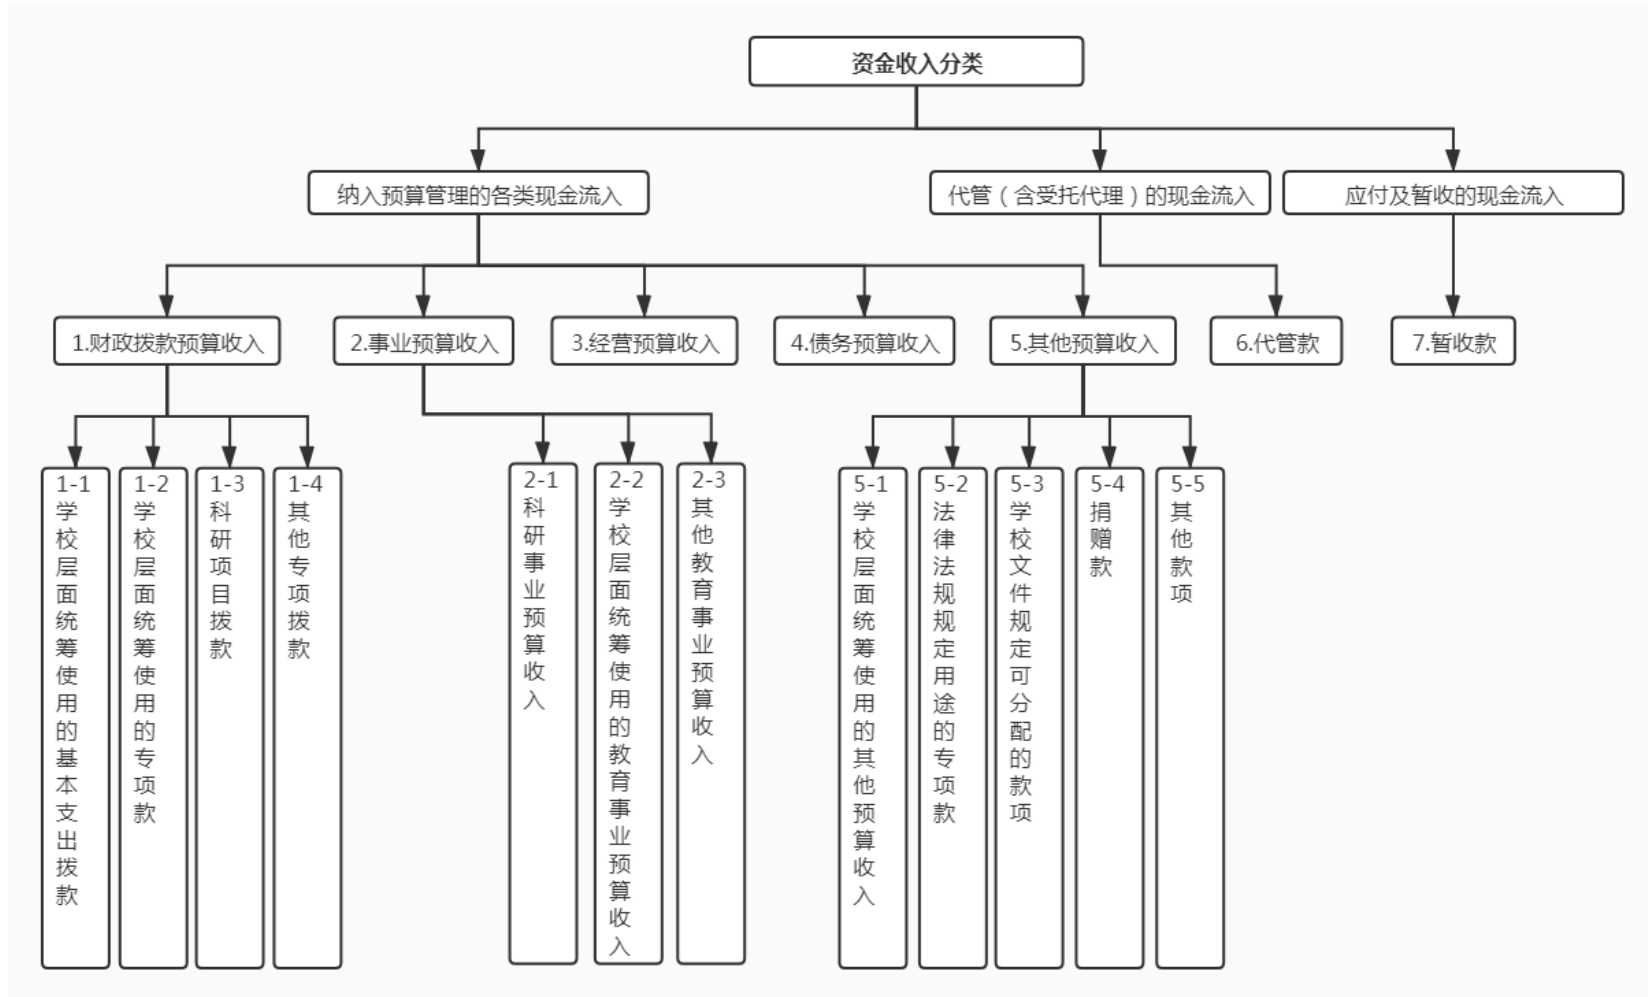 资金收入分类
纳入预算管理的各类现金流入
代管（含受托代理）的现金流入
应付及暂收的现金流入
1.财政拨款预算收入
2.事业预算收入
3.经营预算收入
4.债务预算收入
5.其他预算收入
6.代管款
7.暂收款
1-1学校层面统筹使用的基本支出拨款
1-2学校层面统筹使用的专项款
1-3科研项目拨款
1-4其他专项拨款
2-1科研事业预算收入
2-2学校层面统筹使用的教育事业预算收入
2-3其他教育事业预算收入
5-1学校层面统筹使用的其他预算收入
5-2法律法规规定用途的专项款
5-3学校文件规定可分配的款项
5-4捐赠款
5-5其他款项